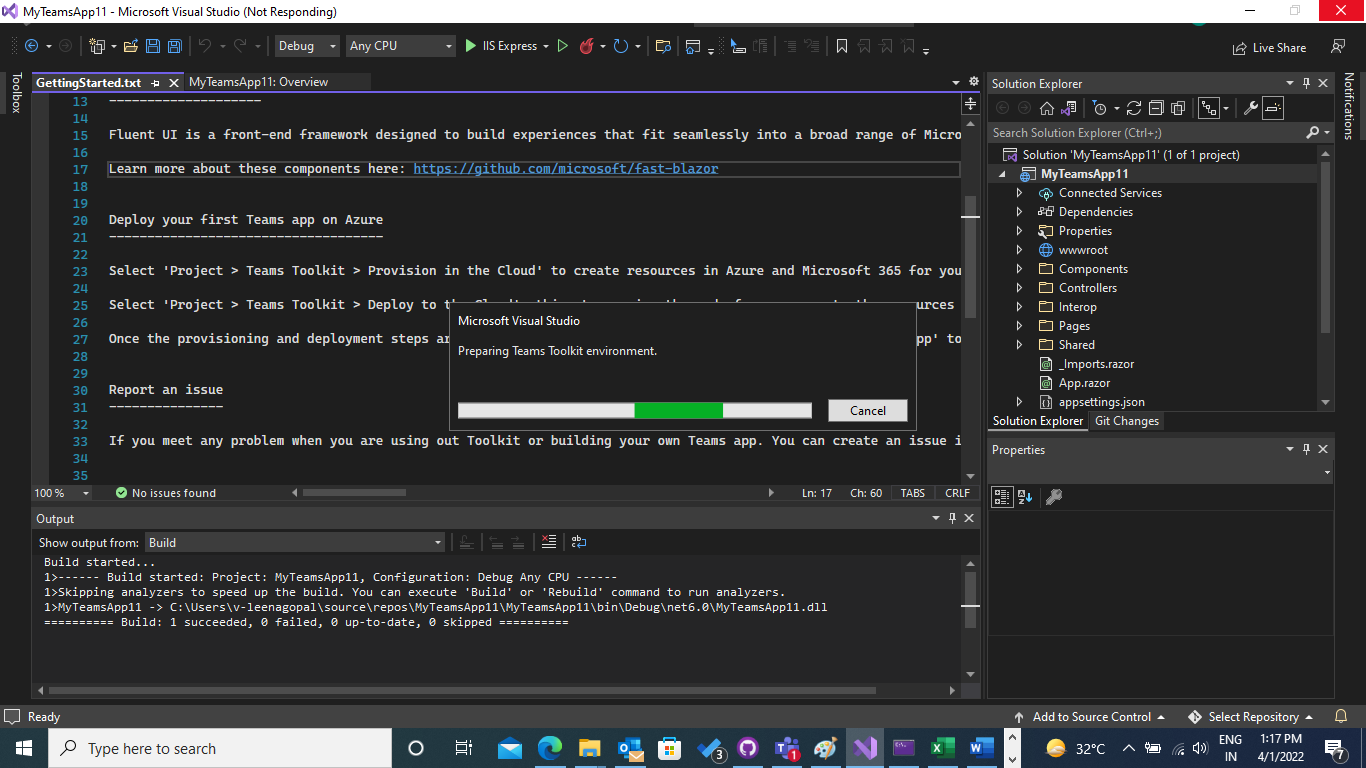 MyTeamsApp11 - Microsoft Visual Studio (Not Responding)
Debug
Any CPU
IIS Express
Live Share
Toolbox
GettingStarted.txt
MyTeamsApp11: Overview
13 --------------------
14
15 Fluent UI is a front-end framework designed to build experiences that fit seamlessly into a broad range of Micro
16
17 Learn more about these components here: https://github.com/microsoft/fast-blazor
18
19
20 Deploy your first Teams app on Azure
21 ------------------------------------
22
23 Select 'Project > Teams Toolkit > Provision in the Cloud' to create resources in Azure and Microsoft 365 for you
24
25 Select 'Project > Teams Toolkit > Deploy to
26
27 Once the provisioning and deployment steps ar
28
29
30 Report an issue
31 ---------------
32
33 If you meet any problem when you are using out Toolkit or building your own Teams app. You can create an issue i
34
35
Microsoft Visual Studio
Preparing Teams Toolkit environment.
Cancel
pp' to
100 %
No issues found
Ln: 17
Ch: 60
TABS
CRLF
Output
Show output from:
Build
Build started...
1>------ Build started: Project: MyTeamsApp11, Configuration: Debug Any CPU ------
1>Skipping analyzers to speed up the build. You can execute 'Build' or 'Rebuild' command to run analyzers.
1>MyTeamsApp11 -> C:\Users\v-leenagopal\source\repos\MyTeamsApp11\MyTeamsApp11\bin\Debug\net6.0\MyTeamsApp11.dll
========== Build: 1 succeeded, 0 failed, 0 up-to-date, 0 skipped ==========
Solution Explorer
Search Solution Explorer (Ctrl+;)
Solution 'MyTeamsApp11' (1 of 1 project)
MyTeamsApp11
Connected Services
Dependencies
Properties
wwwroot
Components
Controllers
Interop
Pages
Shared
_Imports.razor
App.razor
appsettings.json
Solution Explorer
Git Changes
Properties
Notifications
Ready
Add to Source Control
Select Repository
Type here to search
3
1
32°C
ENG
IN
1:17 PM
4/1/2022
7